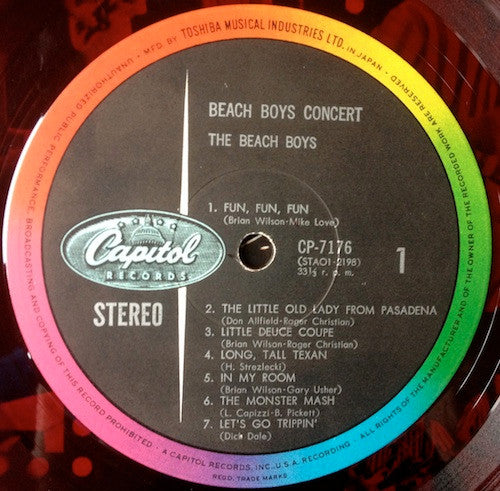 UNAUTHORIZED PUBLIC PERFORMANCE, BROADCASTING AND COPYING OF THIS RECORD PROHIBITED · MFD. BY TOSHIBA MUSICAL INDUSTRIES LTD. IN JAPAN · ALL RIGHTS OF THE MANUFACTURER AND OF THE OWNER OF THE RECORDED WORK ARE RESERVED
BEACH BOYS CONCERT
THE BEACH BOYS
1. FUN, FUN, FUN
(Brian Wilson-Mike Love)
Capitol
RECORDS
CP-7176
(STAO1-2198)
33⅓ r. p. m.
1
STEREO
2. THE LITTLE OLD LADY FROM PASADENA
(Don Allfield-Roger Christian)
3. LITTLE DEUCE COUPE
(Brian Wilson-Roger Christian)
4. LONG, TALL TEXAN
(H. Strezlecki)
5. IN MY ROOM
(Brian Wilson-Gary Usher)
6. THE MONSTER MASH
(L. Capizzi-B. Pickett)
7. LET'S GO TRIPPIN'
(Dick Dale)
· A CAPITOL RECORDS, INC., U.S.A. RECORDING ·
REGD. TRADE MARKS